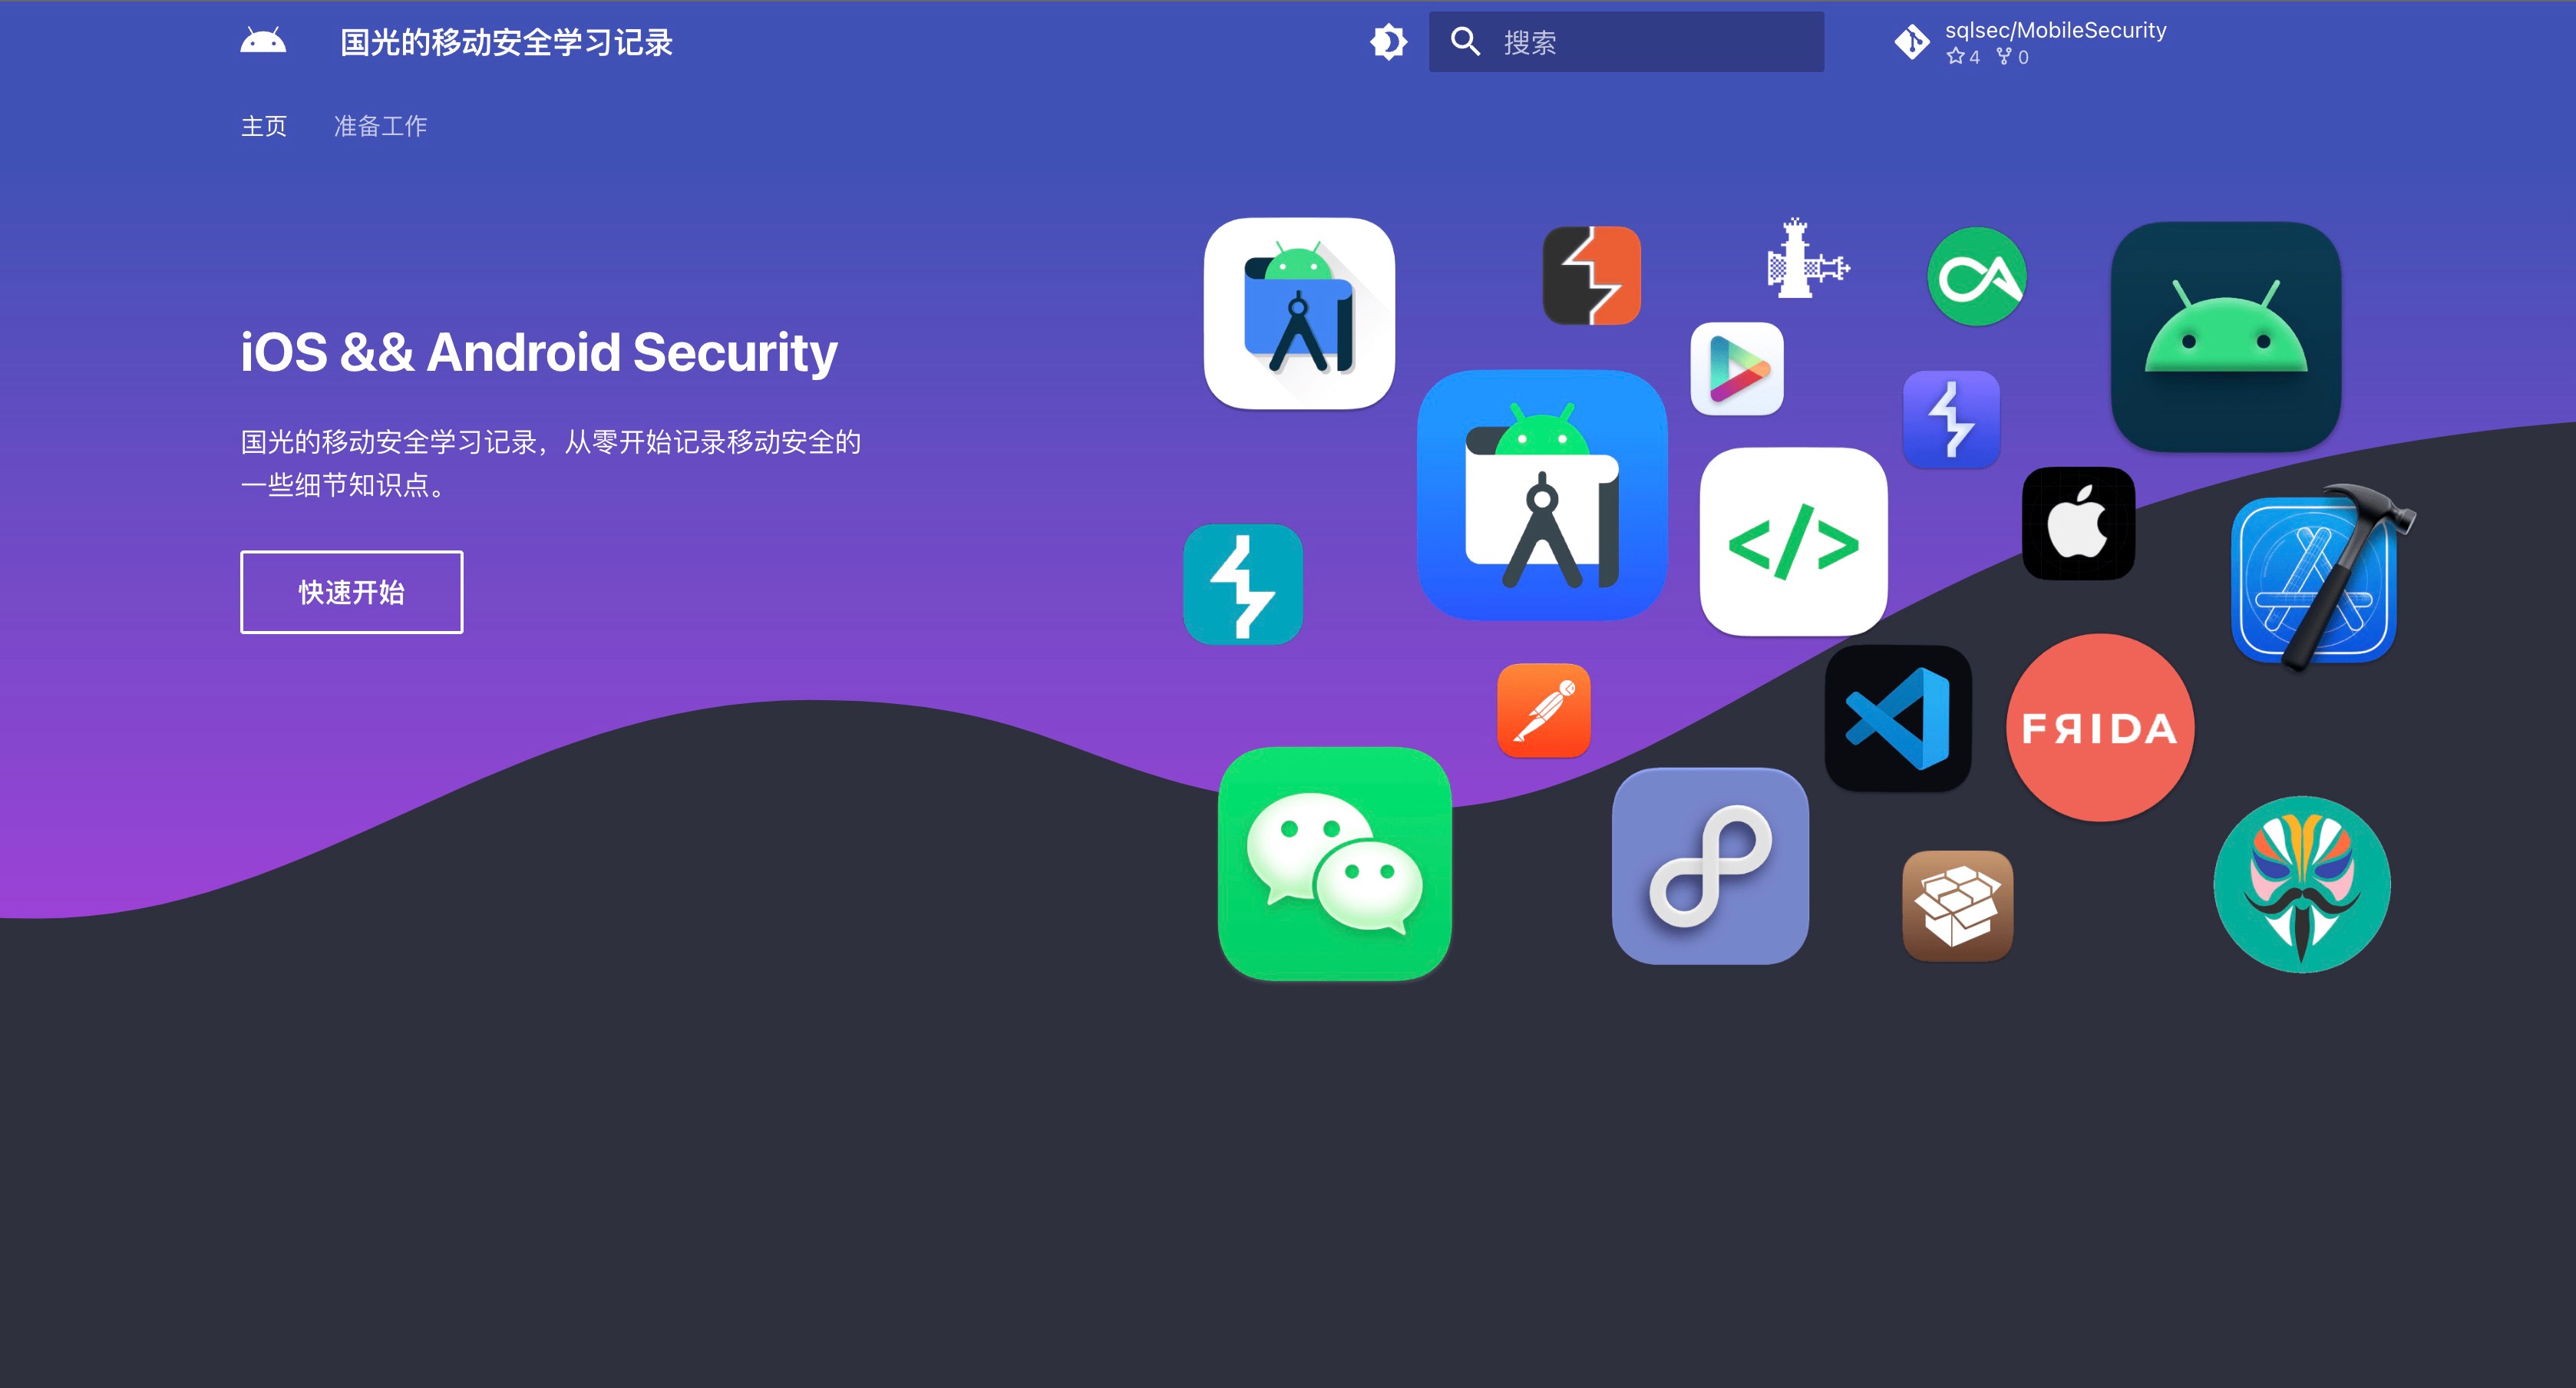 国光的移动安全学习记录
搜索
sqlsec/MobileSecurity
4 0
主页 准备工作
iOS && Android Security
国光的移动安全学习记录，从零开始记录移动安全的
一些细节知识点。
快速开始
</>
FЯIDA